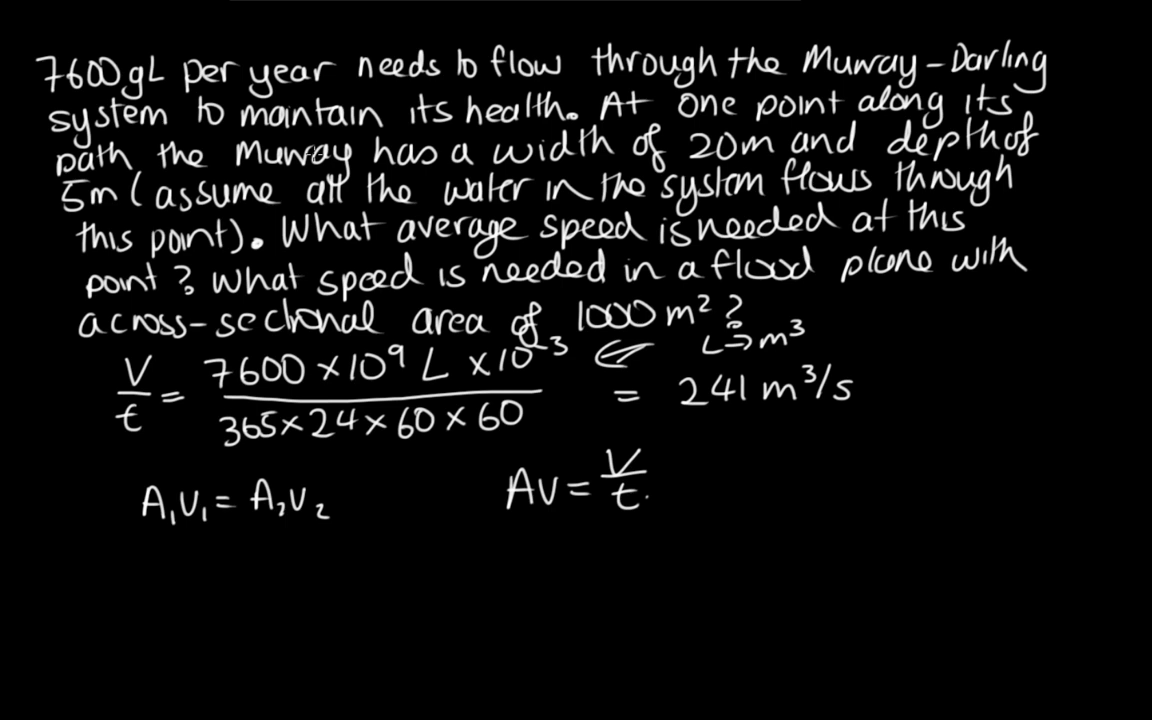 7600gL per year needs to flow through the Murray-Darling
system to maintain its health. At one point along its
path the Murray has a width of 20m and depth of
5m (assume all the water in the system flows through
this point). What average speed is needed at this
point? What speed is needed in a flood plane with
a cross-sectional area of 1000 m²?
V/t = 7600 × 10⁹ L × 10⁻³ / 365×24×60×60 ⇐ L⇒m³ = 241 m³/s
A₁v₁ = A₂v₂ Av = V/t.